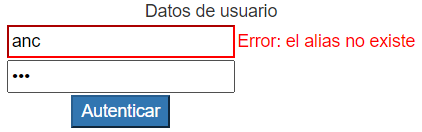 Datos de usuario
anc Error: el alias no existe
•••
Autenticar